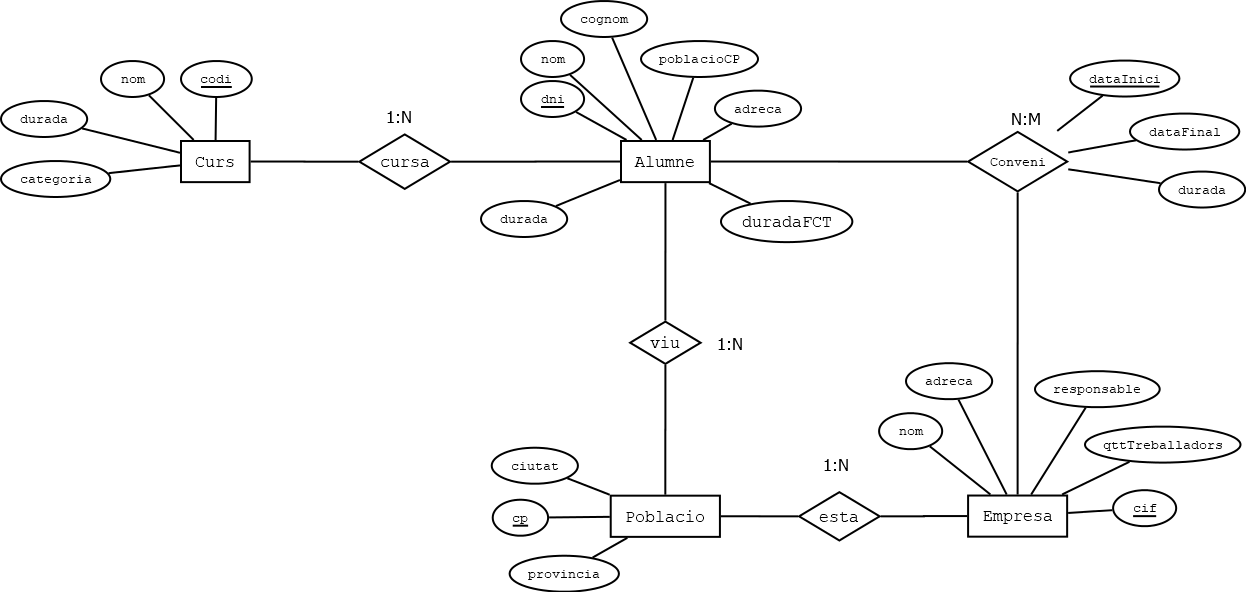 cognom
nom
poblacioCP
nom
codi
dataInici
dni
adreca
durada
1:N
N:M
dataFinal
Curs
cursa
Alumne
Conveni
categoria
durada
durada
duradaFCT
viu
1:N
adreca
responsable
nom
qttTreballadors
ciutat
1:N
cif
cp
Poblacio
esta
Empresa
provincia